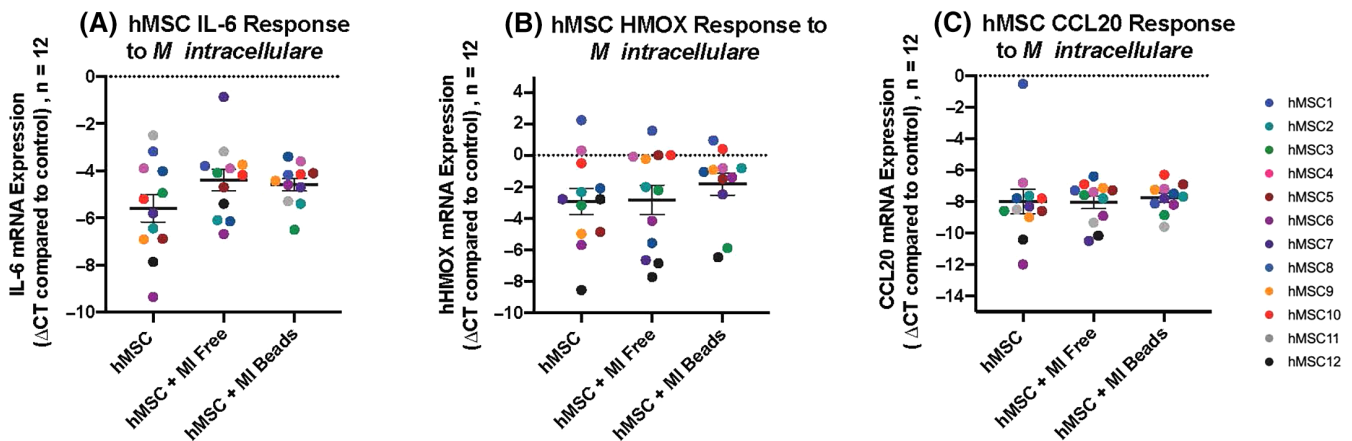 (A) hMSC IL-6 Response
to M intracellulare
IL-6 mRNA Expression
(ΔCT compared to control) , n = 12
0
−2
−4
−6
−8
−10
hMSC
hMSC + MI Free
hMSC + MI Beads
(B) hMSC HMOX Response to
M intracellulare
hHMOX mRNA Expression
(ΔCT compared to control) , n = 12
4
2
0
−2
−4
−6
−8
−10
hMSC
hMSC + MI Free
hMSC + MI Beads
(C) hMSC CCL20 Response
to M intracellulare
CCL20 mRNA Expression
(ΔCT compared to control) , n = 12
0
−2
−4
−6
−8
−10
−12
−14
hMSC
hMSC + MI Free
hMSC + MI Beads
hMSC1
hMSC2
hMSC3
hMSC4
hMSC5
hMSC6
hMSC7
hMSC8
hMSC9
hMSC10
hMSC11
hMSC12